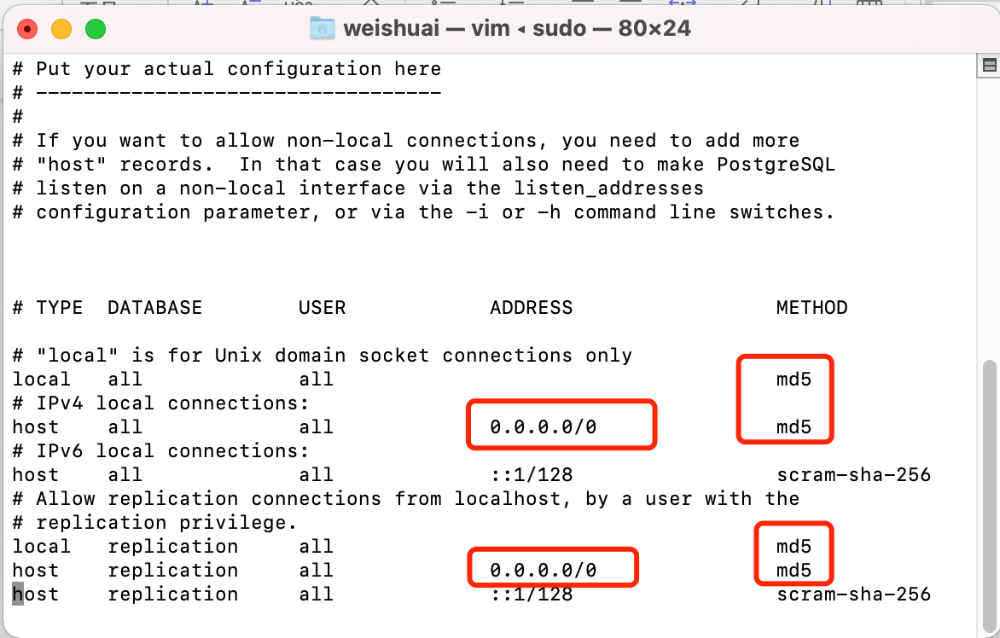 weishuai — vim ◂ sudo — 80×24
# Put your actual configuration here
# ----------------------------------
#
# If you want to allow non-local connections, you need to add more
# "host" records.  In that case you will also need to make PostgreSQL
# listen on a non-local interface via the listen_addresses
# configuration parameter, or via the -i or -h command line switches.
# TYPE  DATABASE        USER            ADDRESS                 METHOD
# "local" is for Unix domain socket connections only
local   all             all                                     md5
# IPv4 local connections:
host    all             all             0.0.0.0/0               md5
# IPv6 local connections:
host    all             all             ::1/128                 scram-sha-256
# Allow replication connections from localhost, by a user with the
# replication privilege.
local   replication     all                                     md5
host    replication     all             0.0.0.0/0               md5
host    replication     all             ::1/128                 scram-sha-256